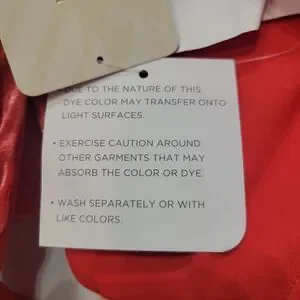 • DUE TO THE NATURE OF THIS
DYE COLOR MAY TRANSFER ONTO
LIGHT SURFACES.
• EXERCISE CAUTION AROUND
OTHER GARMENTS THAT MAY
ABSORB THE COLOR OR DYE.
• WASH SEPARATELY OR WITH
LIKE COLORS.